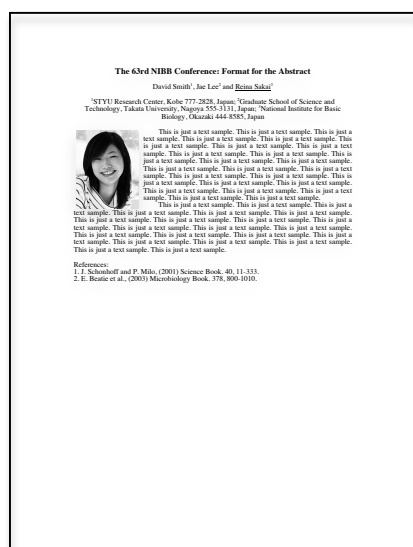 The 63rd NIBB Conference: Format for the Abstract
David Smith¹, Jae Lee² and Reina Sakai³
¹STYU Research Center, Kobe 777-2828, Japan; ²Graduate School of Science and
Technology, Takata University, Nagoya 555-3131, Japan; ³National Institute for Basic
Biology, Okazaki 444-8585, Japan
This is just a text sample. This is just a text sample. This is just a
text sample. This is just a text sample. This is just a text sample. This
is just a text sample. This is just a text sample. This is just a text
sample. This is just a text sample. This is just a text sample. This is
just a text sample. This is just a text sample. This is just a text sample.
This is just a text sample. This is just a text sample. This is just a text
sample. This is just a text sample. This is just a text sample. This is
just a text sample. This is just a text sample. This is just a text sample.
This is just a text sample. This is just a text sample. This is just a text
sample. This is just a text sample. This is just a text sample.
This is just a text sample. This is just a text sample. This is just a
text sample. This is just a text sample. This is just a text sample. This is just a text sample.
This is just a text sample. This is just a text sample. This is just a text sample. This is just a
text sample. This is just a text sample. This is just a text sample. This is just a text sample.
This is just a text sample. This is just a text sample. This is just a text sample. This is just a
text sample. This is just a text sample. This is just a text sample. This is just a text sample.
This is just a text sample. This is just a text sample.
References:
1. J. Schonhoff and P. Milo, (2001) Science Book. 40, 11-333.
2. E. Beatie et al., (2003) Microbiology Book. 378, 800-1010.